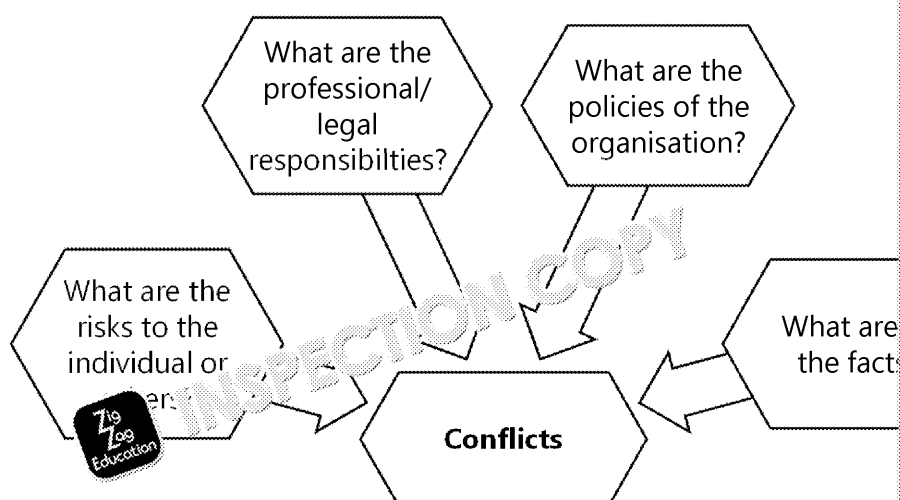 What are the
professional/
legal
responsibilties?
What are the
policies of the
organisation?
What are the
risks to the
individual or
What are
the facts
Conflicts
INSPECTION COPY
Zig
Zag
Education